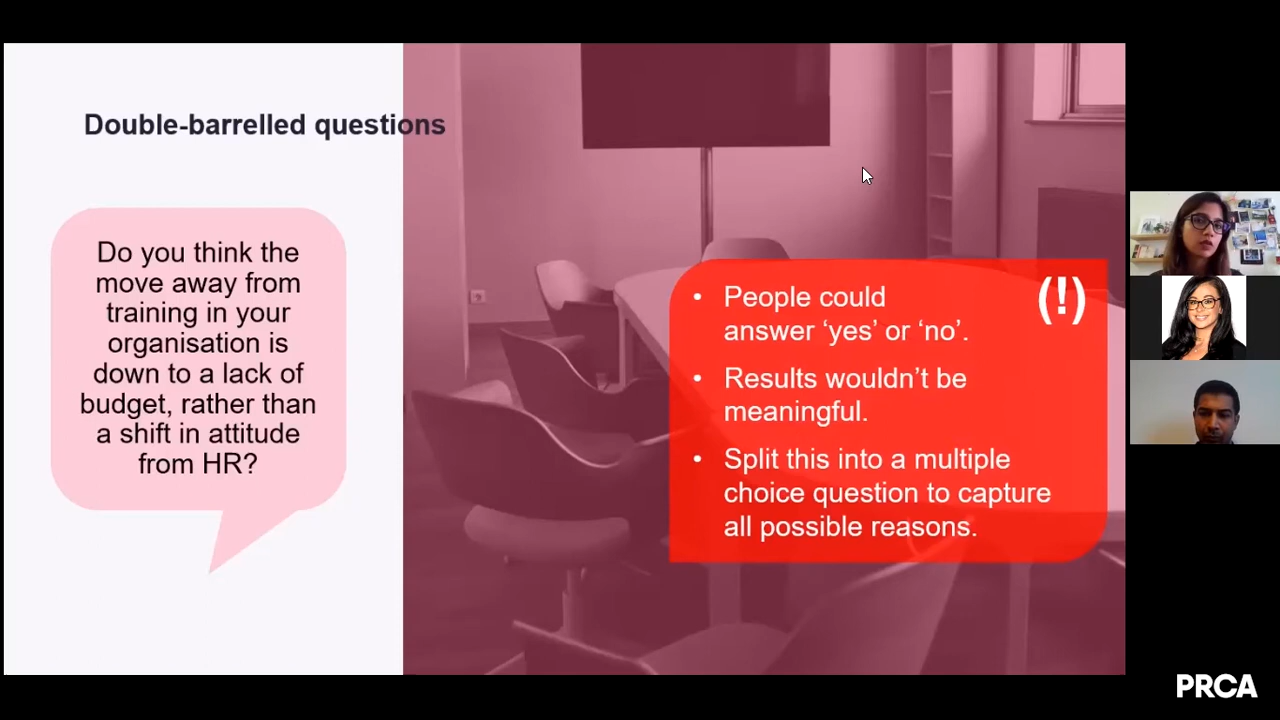 Double-barrelled questions
Do you think the
move away from
training in your
organisation is
down to a lack of
budget, rather than
a shift in attitude
from HR?
(!)
• People could
answer ‘yes’ or ‘no’.
• Results wouldn’t be
meaningful.
• Split this into a multiple
choice question to capture
all possible reasons.
PRCA